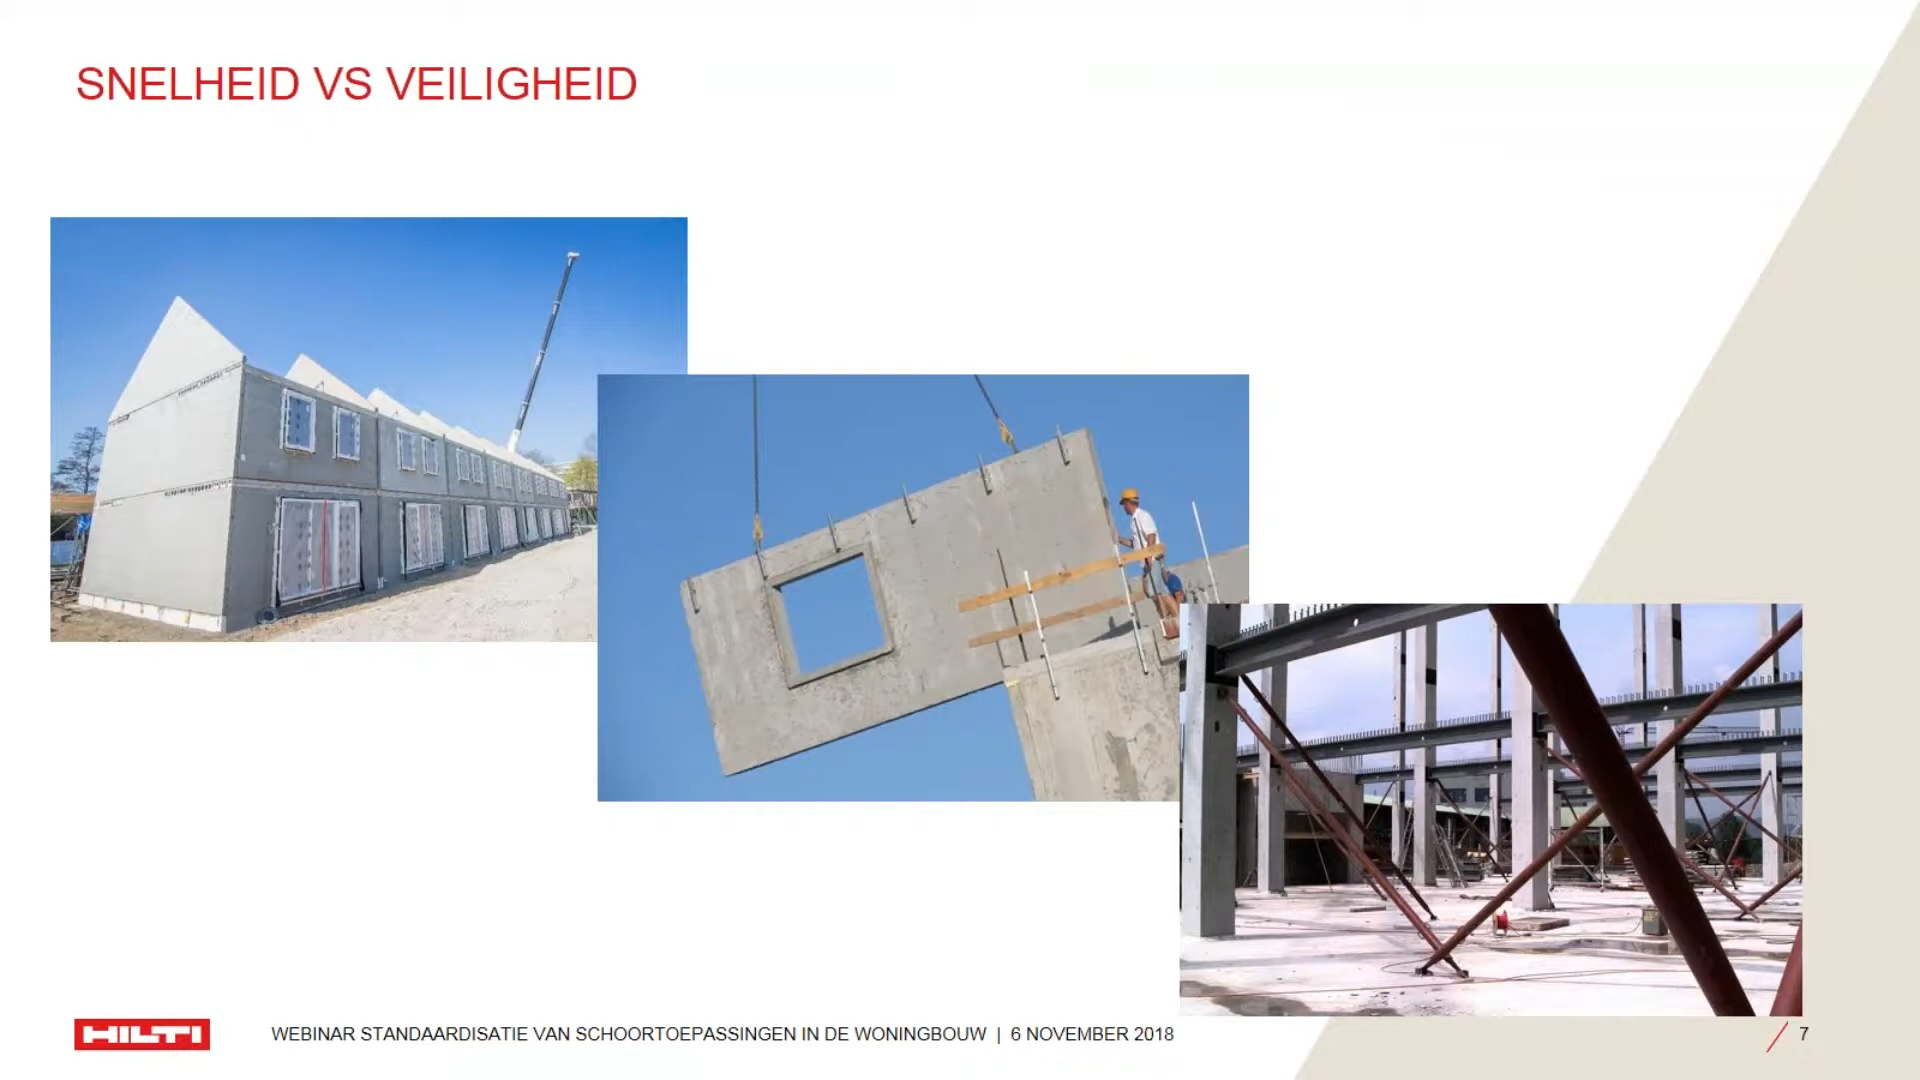 SNELHEID VS VEILIGHEID
HILTI
WEBINAR STANDAARDISATIE VAN SCHOORTOEPASSINGEN IN DE WONINGBOUW | 6 NOVEMBER 2018
7